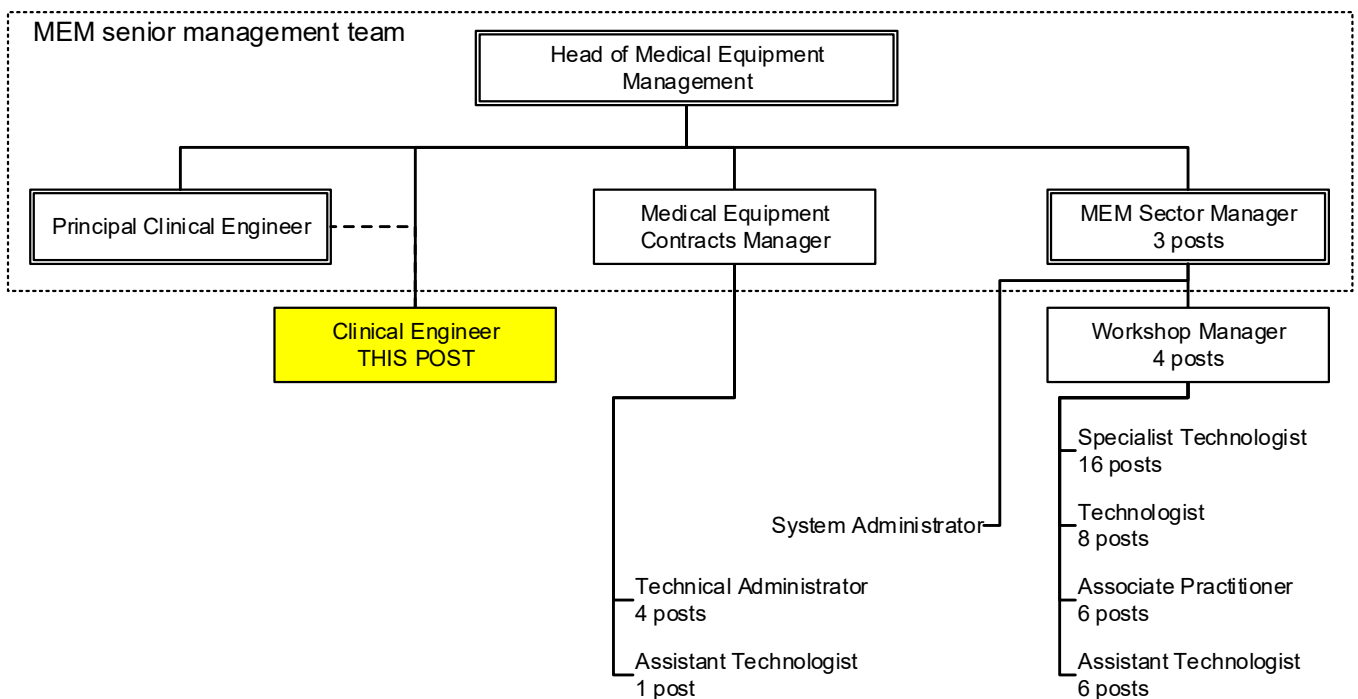 MEM senior management team
Head of Medical Equipment
Management
Principal Clinical Engineer
Medical Equipment
Contracts Manager
MEM Sector Manager
3 posts
Clinical Engineer
THIS POST
Workshop Manager
4 posts
Specialist Technologist
16 posts
System Administrator
Technologist
8 posts
Technical Administrator
4 posts
Associate Practitioner
6 posts
Assistant Technologist
1 post
Assistant Technologist
6 posts